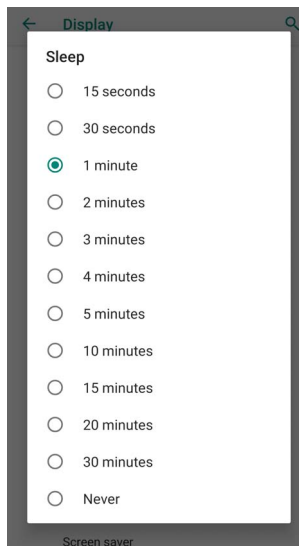 Display
Sleep
15 seconds
30 seconds
1 minute
2 minutes
3 minutes
4 minutes
5 minutes
10 minutes
15 minutes
20 minutes
30 minutes
Never
Screen saver